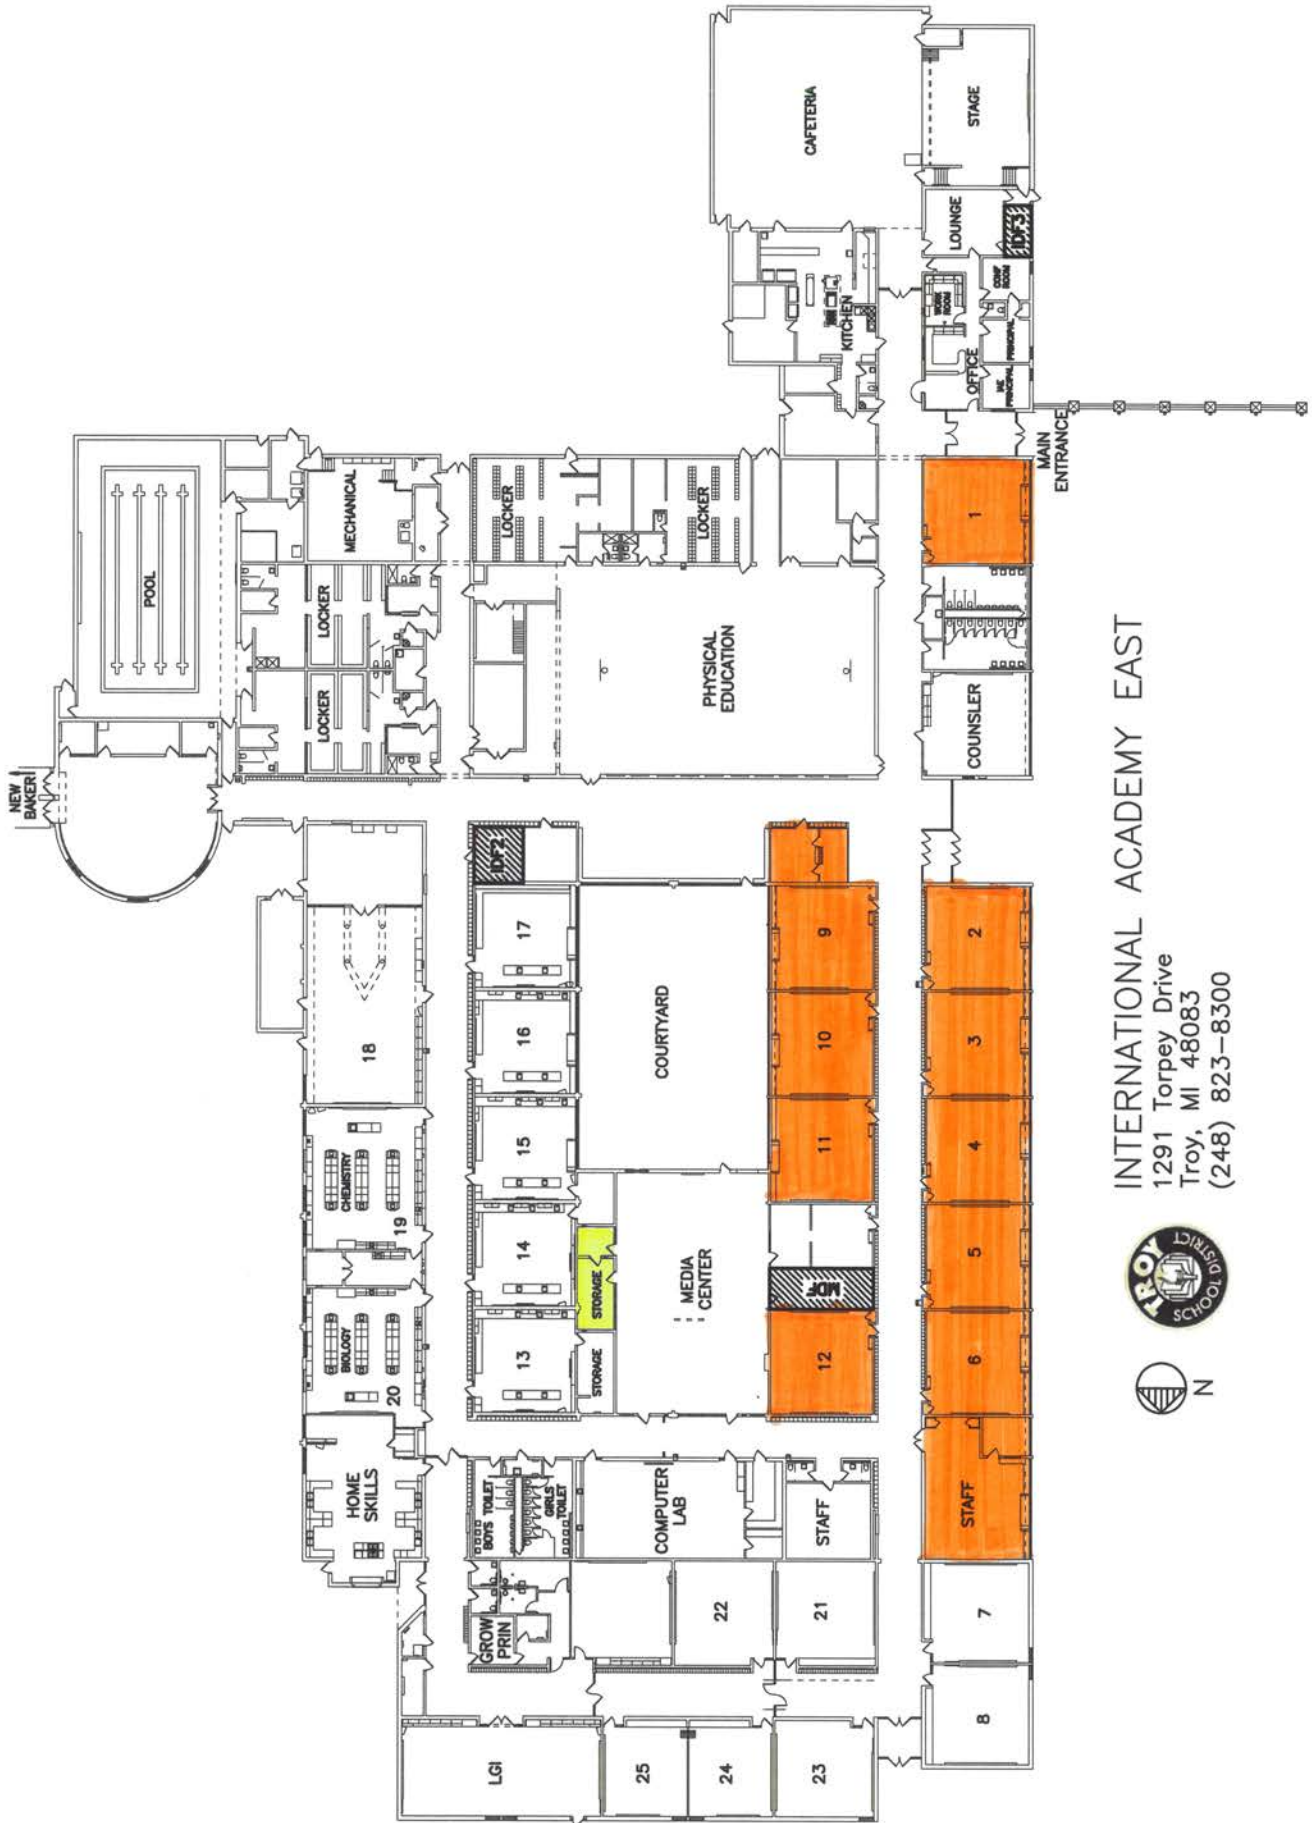 NEW
BAKER
POOL
MECHANICAL
LOCKER
LOCKER
LOCKER
LOCKER
PHYSICAL
EDUCATION
CAFETERIA
STAGE
KITCHEN
LOUNGE
IDF3
WORK
ROOM
CONF
ROOM
OFFICE
PRINCIPAL
PRINCIPAL
MAIN
ENTRANCE
1
COUNSLER
18
CHEMISTRY
19
BIOLOGY
20
HOME
SKILLS
IDF2
17
16
15
14
13
COURTYARD
STORAGE
STORAGE
MEDIA
CENTER
9
10
11
MDF
12
2
3
4
5
6
STAFF
BOYS TOILET
GIRLS'
TOILET
COMPUTER
LAB
STAFF
GROW
PRIN
22
21
7
8
LGI
25
24
23
INTERNATIONAL ACADEMY EAST
1291 Torpey Drive
Troy, MI 48083
(248) 823-8300
TROY
SCHOOL DISTRICT
N